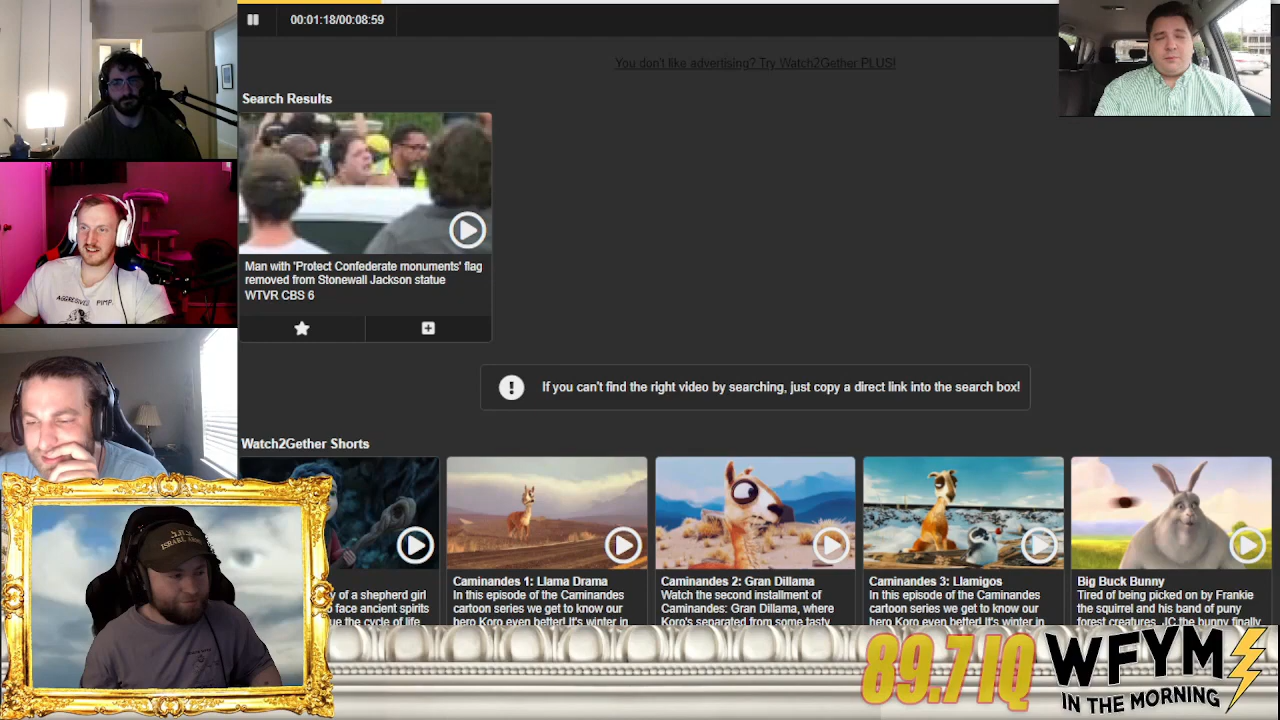 00:01:18/00:08:59
You don't like advertising? Try Watch2Gether PLUS!
Search Results
Man with 'Protect Confederate monuments' flag
removed from Stonewall Jackson statue
WTVR CBS 6
AGGRESSIVE PIMP
If you can't find the right video by searching, just copy a direct link into the search box!
Watch2Gether Shorts
of a shepherd girl
face ancient spirits
the cycle of life
Caminandes 1: Llama Drama
In this episode of the Caminandes
cartoon series we get to know our
hero Koro even better! It's winter in
Caminandes 2: Gran Dillama
Watch the second installment of
Caminandes: Gran Dillama, where
Koro's separated from some tasty
Caminandes 3: Llamigos
In this episode of the Caminandes
cartoon series we get to know our
hero Koro even better! It's winter in
Big Buck Bunny
Tired of being picked on by Frankie
the squirrel and his band of puny
forest creatures, JC the bunny finally
ISRAEL
89.7 IQ
WFYM
IN THE MORNING